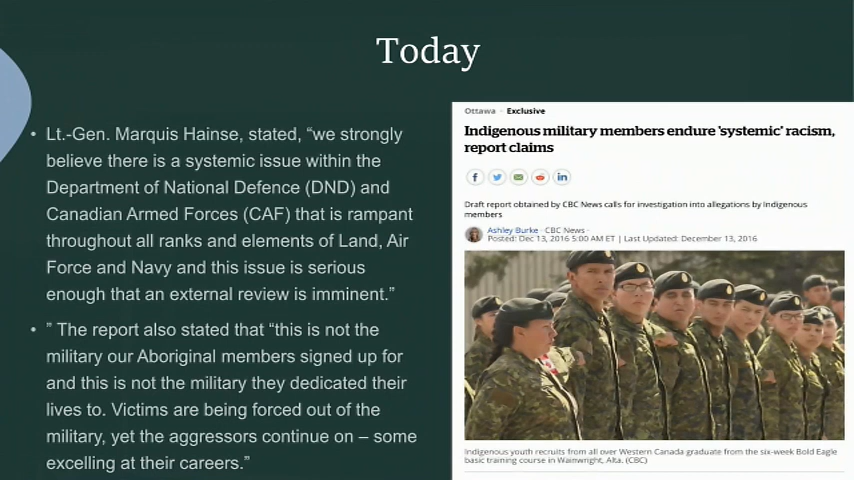 Today
• Lt.-Gen. Marquis Hainse, stated, “we strongly
believe there is a systemic issue within the
Department of National Defence (DND) and
Canadian Armed Forces (CAF) that is rampant
throughout all ranks and elements of Land, Air
Force and Navy and this issue is serious
enough that an external review is imminent.”
• ” The report also stated that “this is not the
military our Aboriginal members signed up for
and this is not the military they dedicated their
lives to. Victims are being forced out of the
military, yet the aggressors continue on – some
excelling at their careers.”
Ottawa · Exclusive
Indigenous military members endure 'systemic' racism,
report claims
Draft report obtained by CBC News calls for investigation into allegations by Indigenous
members
Ashley Burke · CBC News ·
Posted: Dec 13, 2016 5:00 AM ET | Last Updated: December 13, 2016
Indigenous youth recruits from all over Western Canada graduate from the six-week Bold Eagle
basic training course in Wainwright, Alta. (CBC)